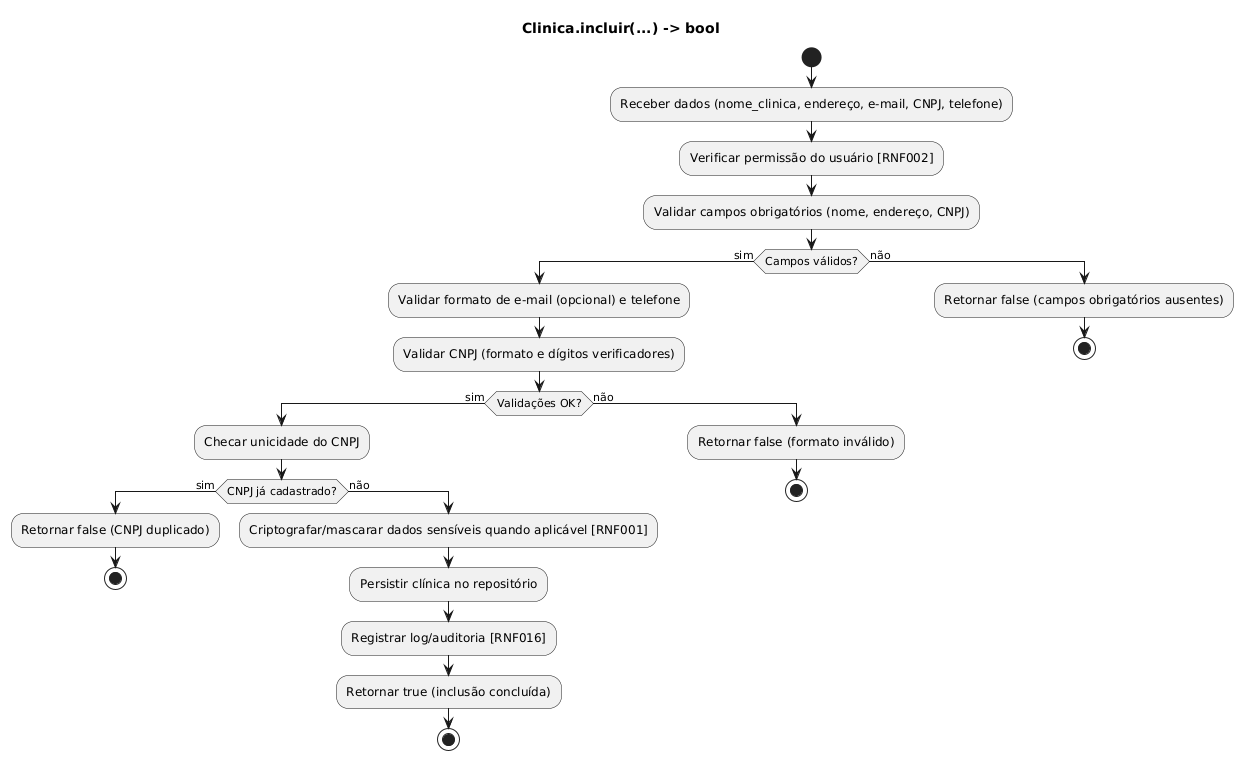 Clinica.incluir(...) -> bool
Receber dados (nome_clinica, endereço, e-mail, CNPJ, telefone)
Verificar permissão do usuário [RNF002]
Validar campos obrigatórios (nome, endereço, CNPJ)
sim
Campos válidos?
não
Validar formato de e-mail (opcional) e telefone
Retornar false (campos obrigatórios ausentes)
Validar CNPJ (formato e dígitos verificadores)
sim
Validações OK?
não
Checar unicidade do CNPJ
Retornar false (formato inválido)
sim
CNPJ já cadastrado?
não
Retornar false (CNPJ duplicado)
Criptografar/mascarar dados sensíveis quando aplicável [RNF001]
Persistir clínica no repositório
Registrar log/auditoria [RNF016]
Retornar true (inclusão concluída)